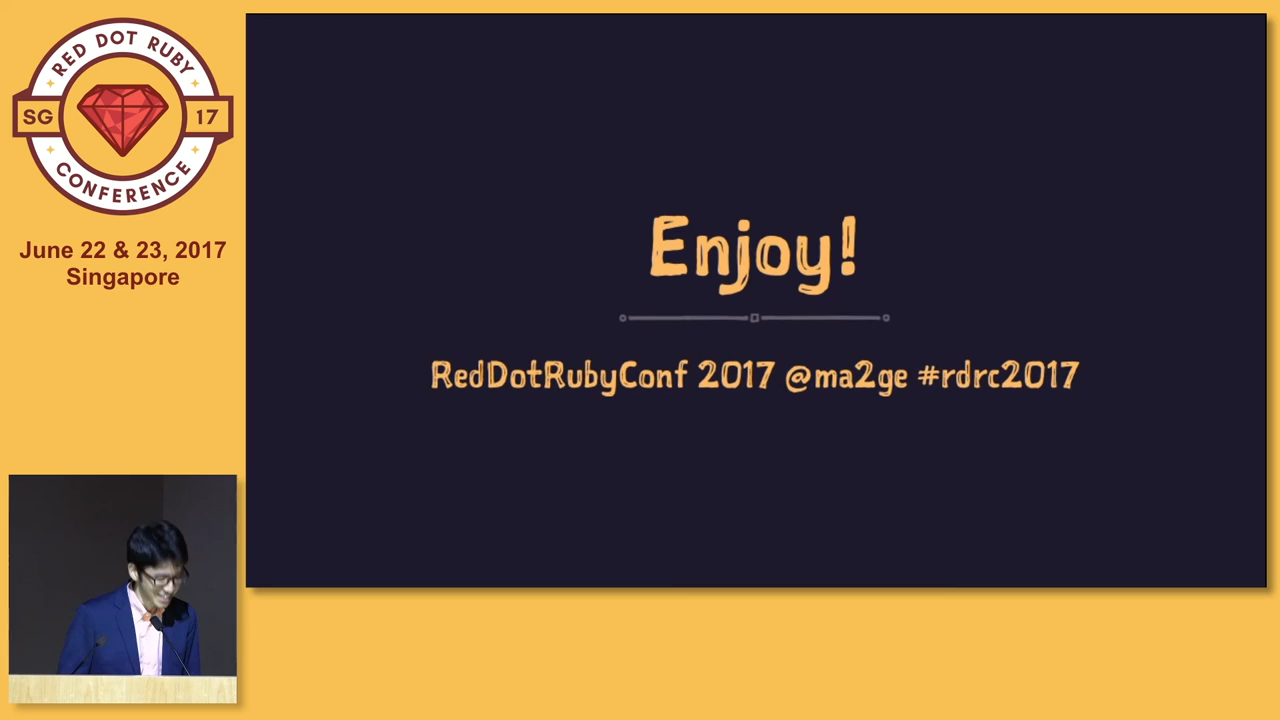 RED DOT RUBY
SG 17
CONFERENCE
June 22 & 23, 2017
Singapore
Enjoy!
RedDotRubyConf 2017 @ma2ge #rdrc2017